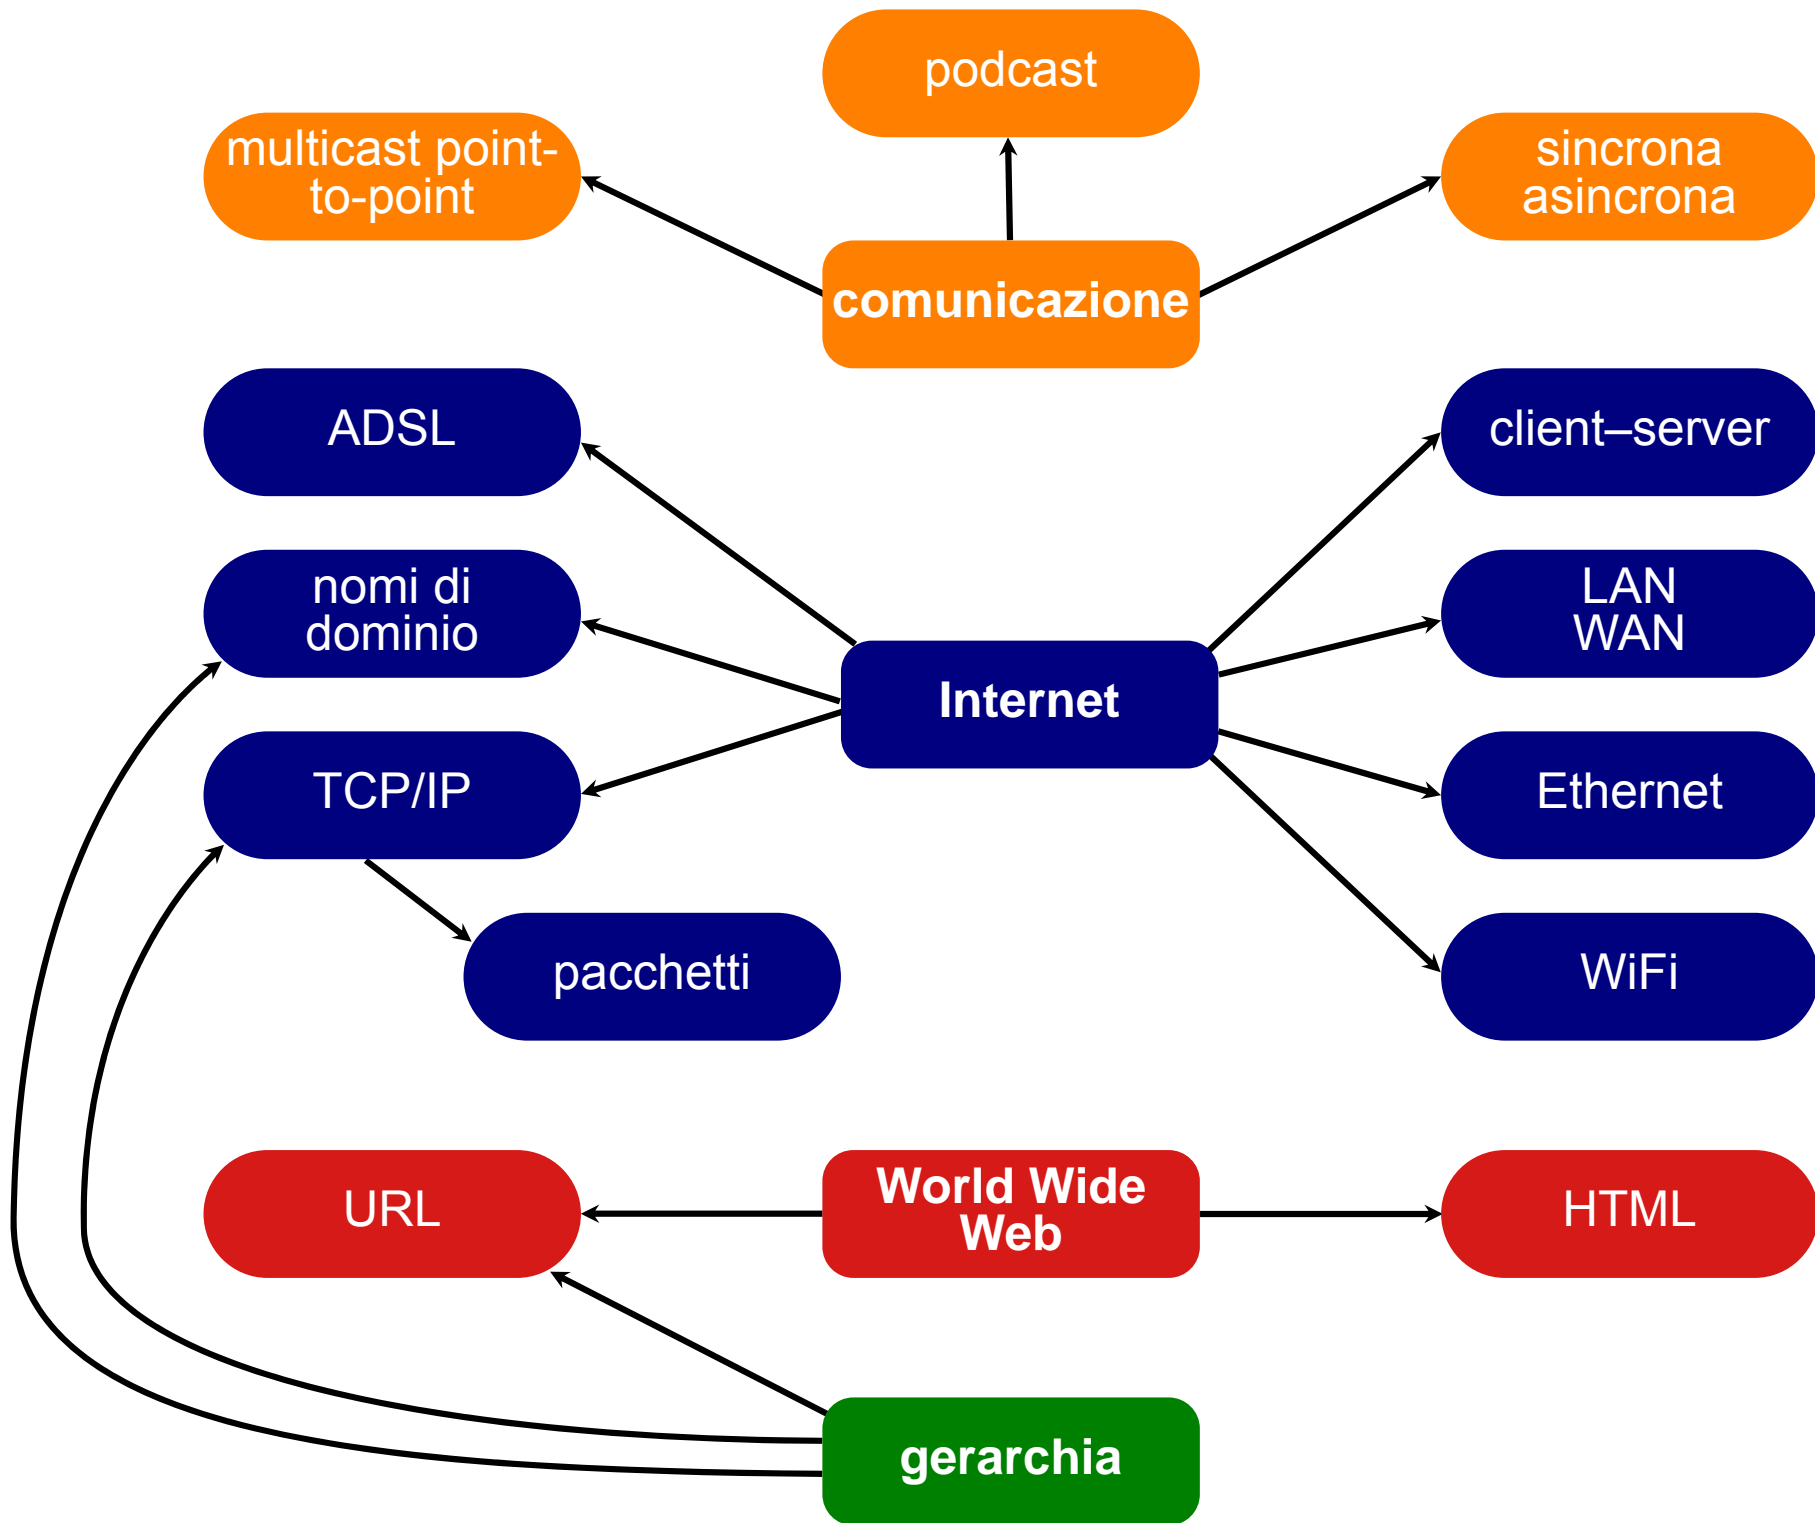 podcast
multicast point-
to-point
sincrona
asincrona
comunicazione
ADSL
client–server
nomi di
dominio
LAN
WAN
Internet
TCP/IP
Ethernet
pacchetti
WiFi
URL
World Wide
Web
HTML
gerarchia